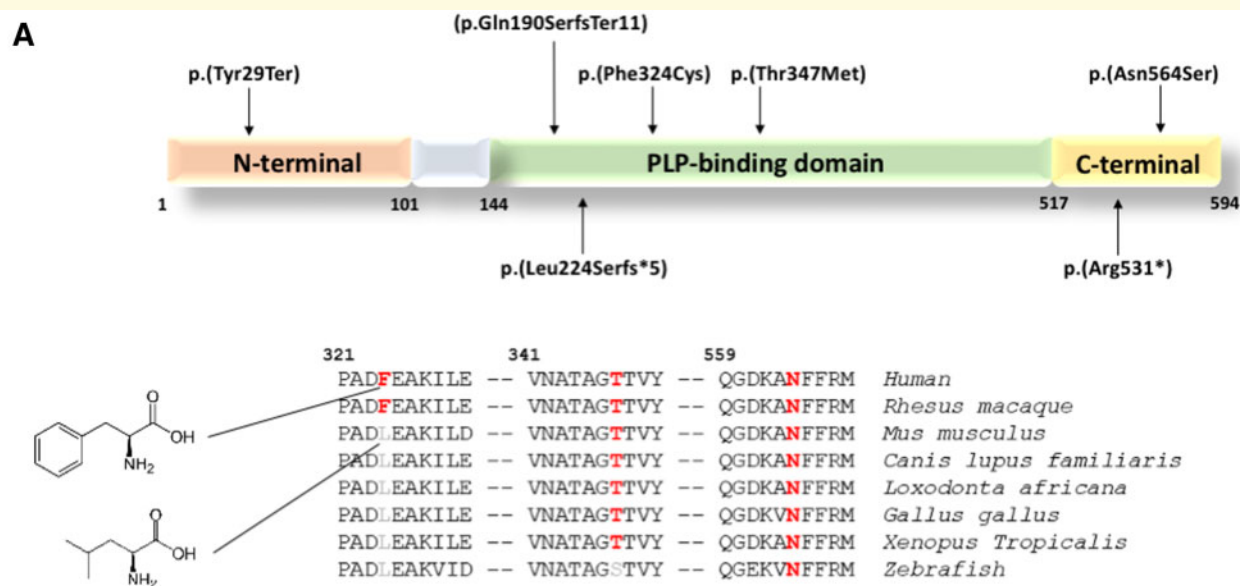 A
(p.Gln190SerfsTer11)
p.(Tyr29Ter) p.(Phe324Cys) p.(Thr347Met) p.(Asn564Ser)
N-terminal PLP-binding domain C-terminal
1 101 144 517 594
p.(Leu224Serfs*5) p.(Arg531*)
321 341 559
PADFEAKILE -- VNATAGTTVY -- QGDKANFFRM Human
PADFEAKILE -- VNATAGTTVY -- QGDKANFFRM Rhesus macaque
PADLEAKILD -- VNATAGTTVY -- QGDKANFFRM Mus musculus
PADLEAKILE -- VNATAGTTVY -- QGDKANFFRM Canis lupus familiaris
PADLEAKILE -- VNATAGTTVY -- QGDKANFFRM Loxodonta africana
PADLEAKILE -- VNATAGTTVY -- QGDKVNFFRM Gallus gallus
PADLEAKILE -- VNATAGTTVY -- QGDKANFFRM Xenopus Tropicalis
PADLEAKVID -- VNATAGSTVY -- QGEKVNFFRM Zebrafish
O
OH
NH2
O
OH
NH2